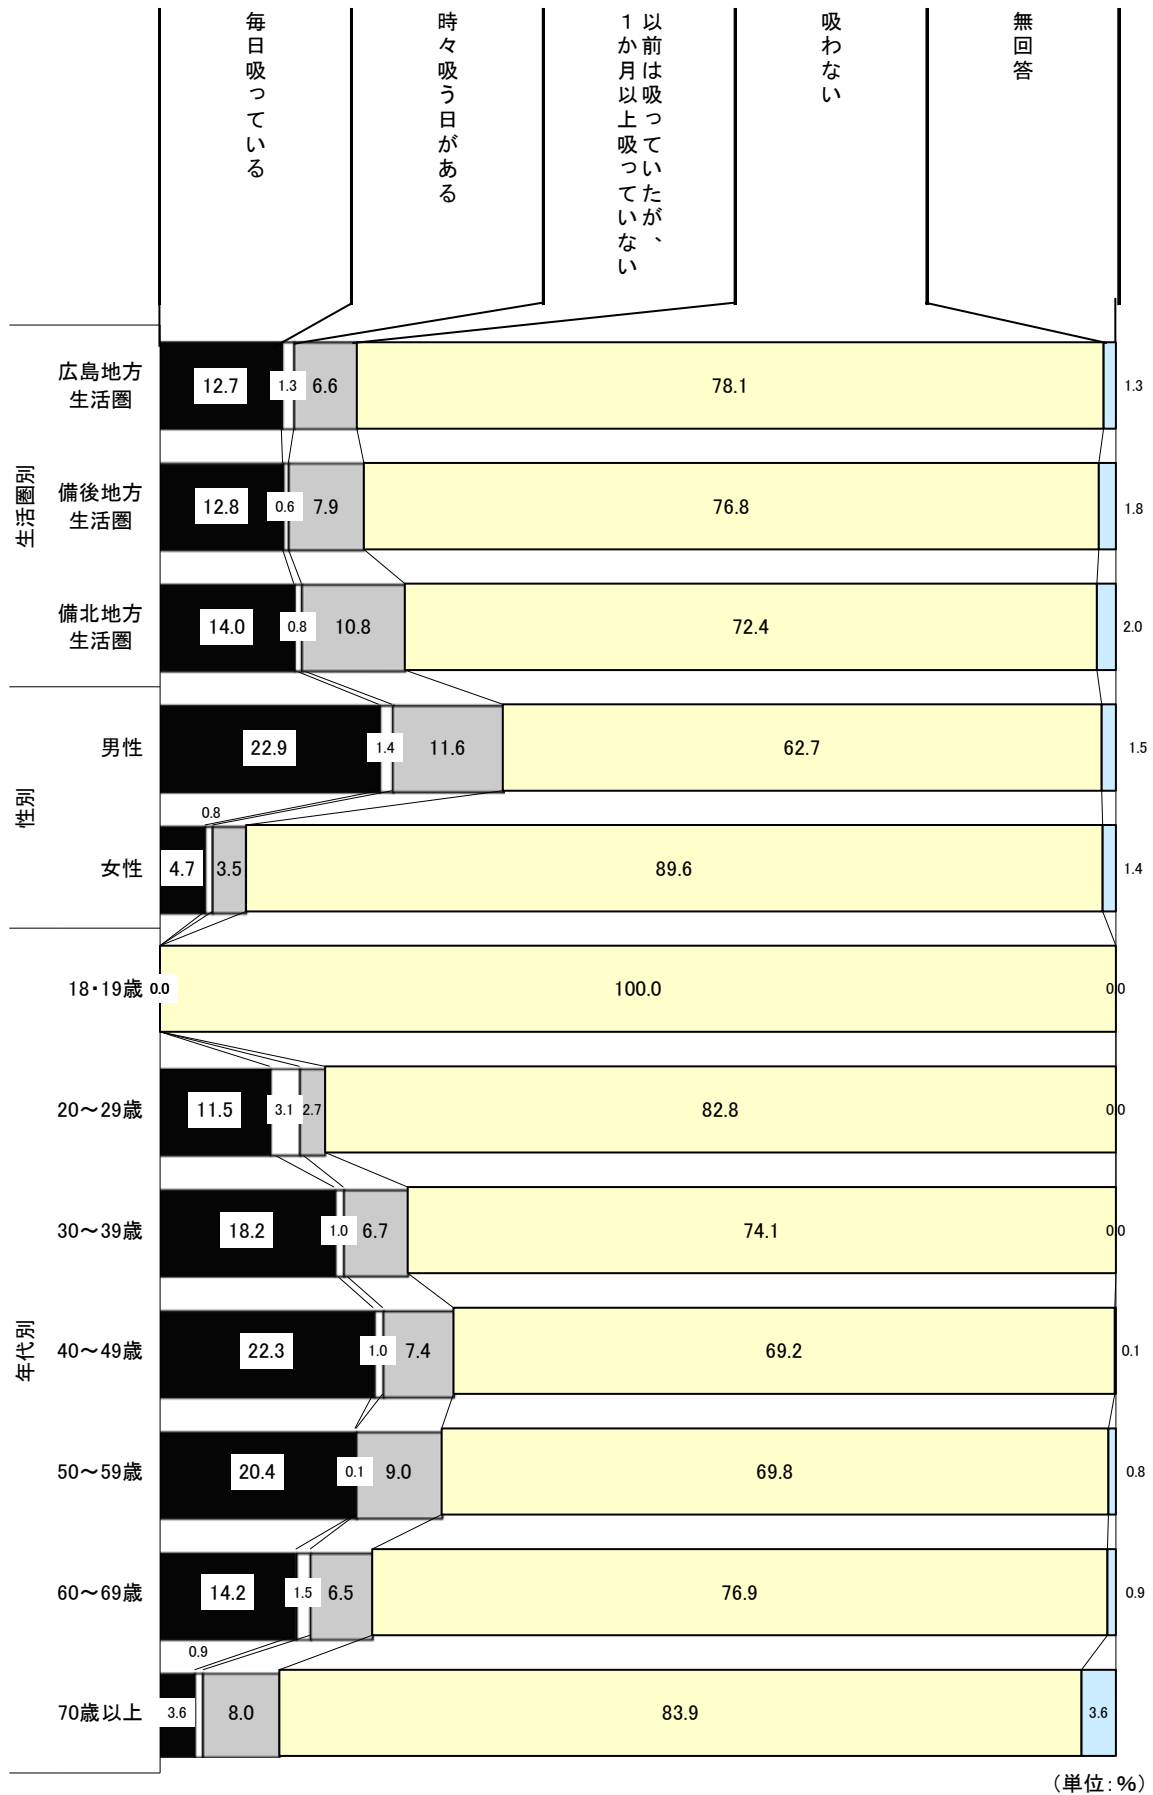 毎日吸っている
時々吸う日がある
以前は吸っていたが、
１か月以上吸っていない
吸わない
無回答
生活圏別
広島地方
生活圏
12.7 1.3 6.6 78.1 1.3
備後地方
生活圏
12.8 0.6 7.9 76.8 1.8
備北地方
生活圏
14.0 0.8 10.8 72.4 2.0
性別
男性 22.9 1.4 11.6 62.7 1.5
0.8
女性 4.7 3.5 89.6 1.4
年代別
18・19歳 0.0 100.0 0.0
20～29歳 11.5 3.1 2.7 82.8 0.0
30～39歳 18.2 1.0 6.7 74.1 0.0
40～49歳 22.3 1.0 7.4 69.2 0.1
50～59歳 20.4 0.1 9.0 69.8 0.8
60～69歳 14.2 1.5 6.5 76.9 0.9
0.9
70歳以上 3.6 8.0 83.9 3.6
（単位：％）